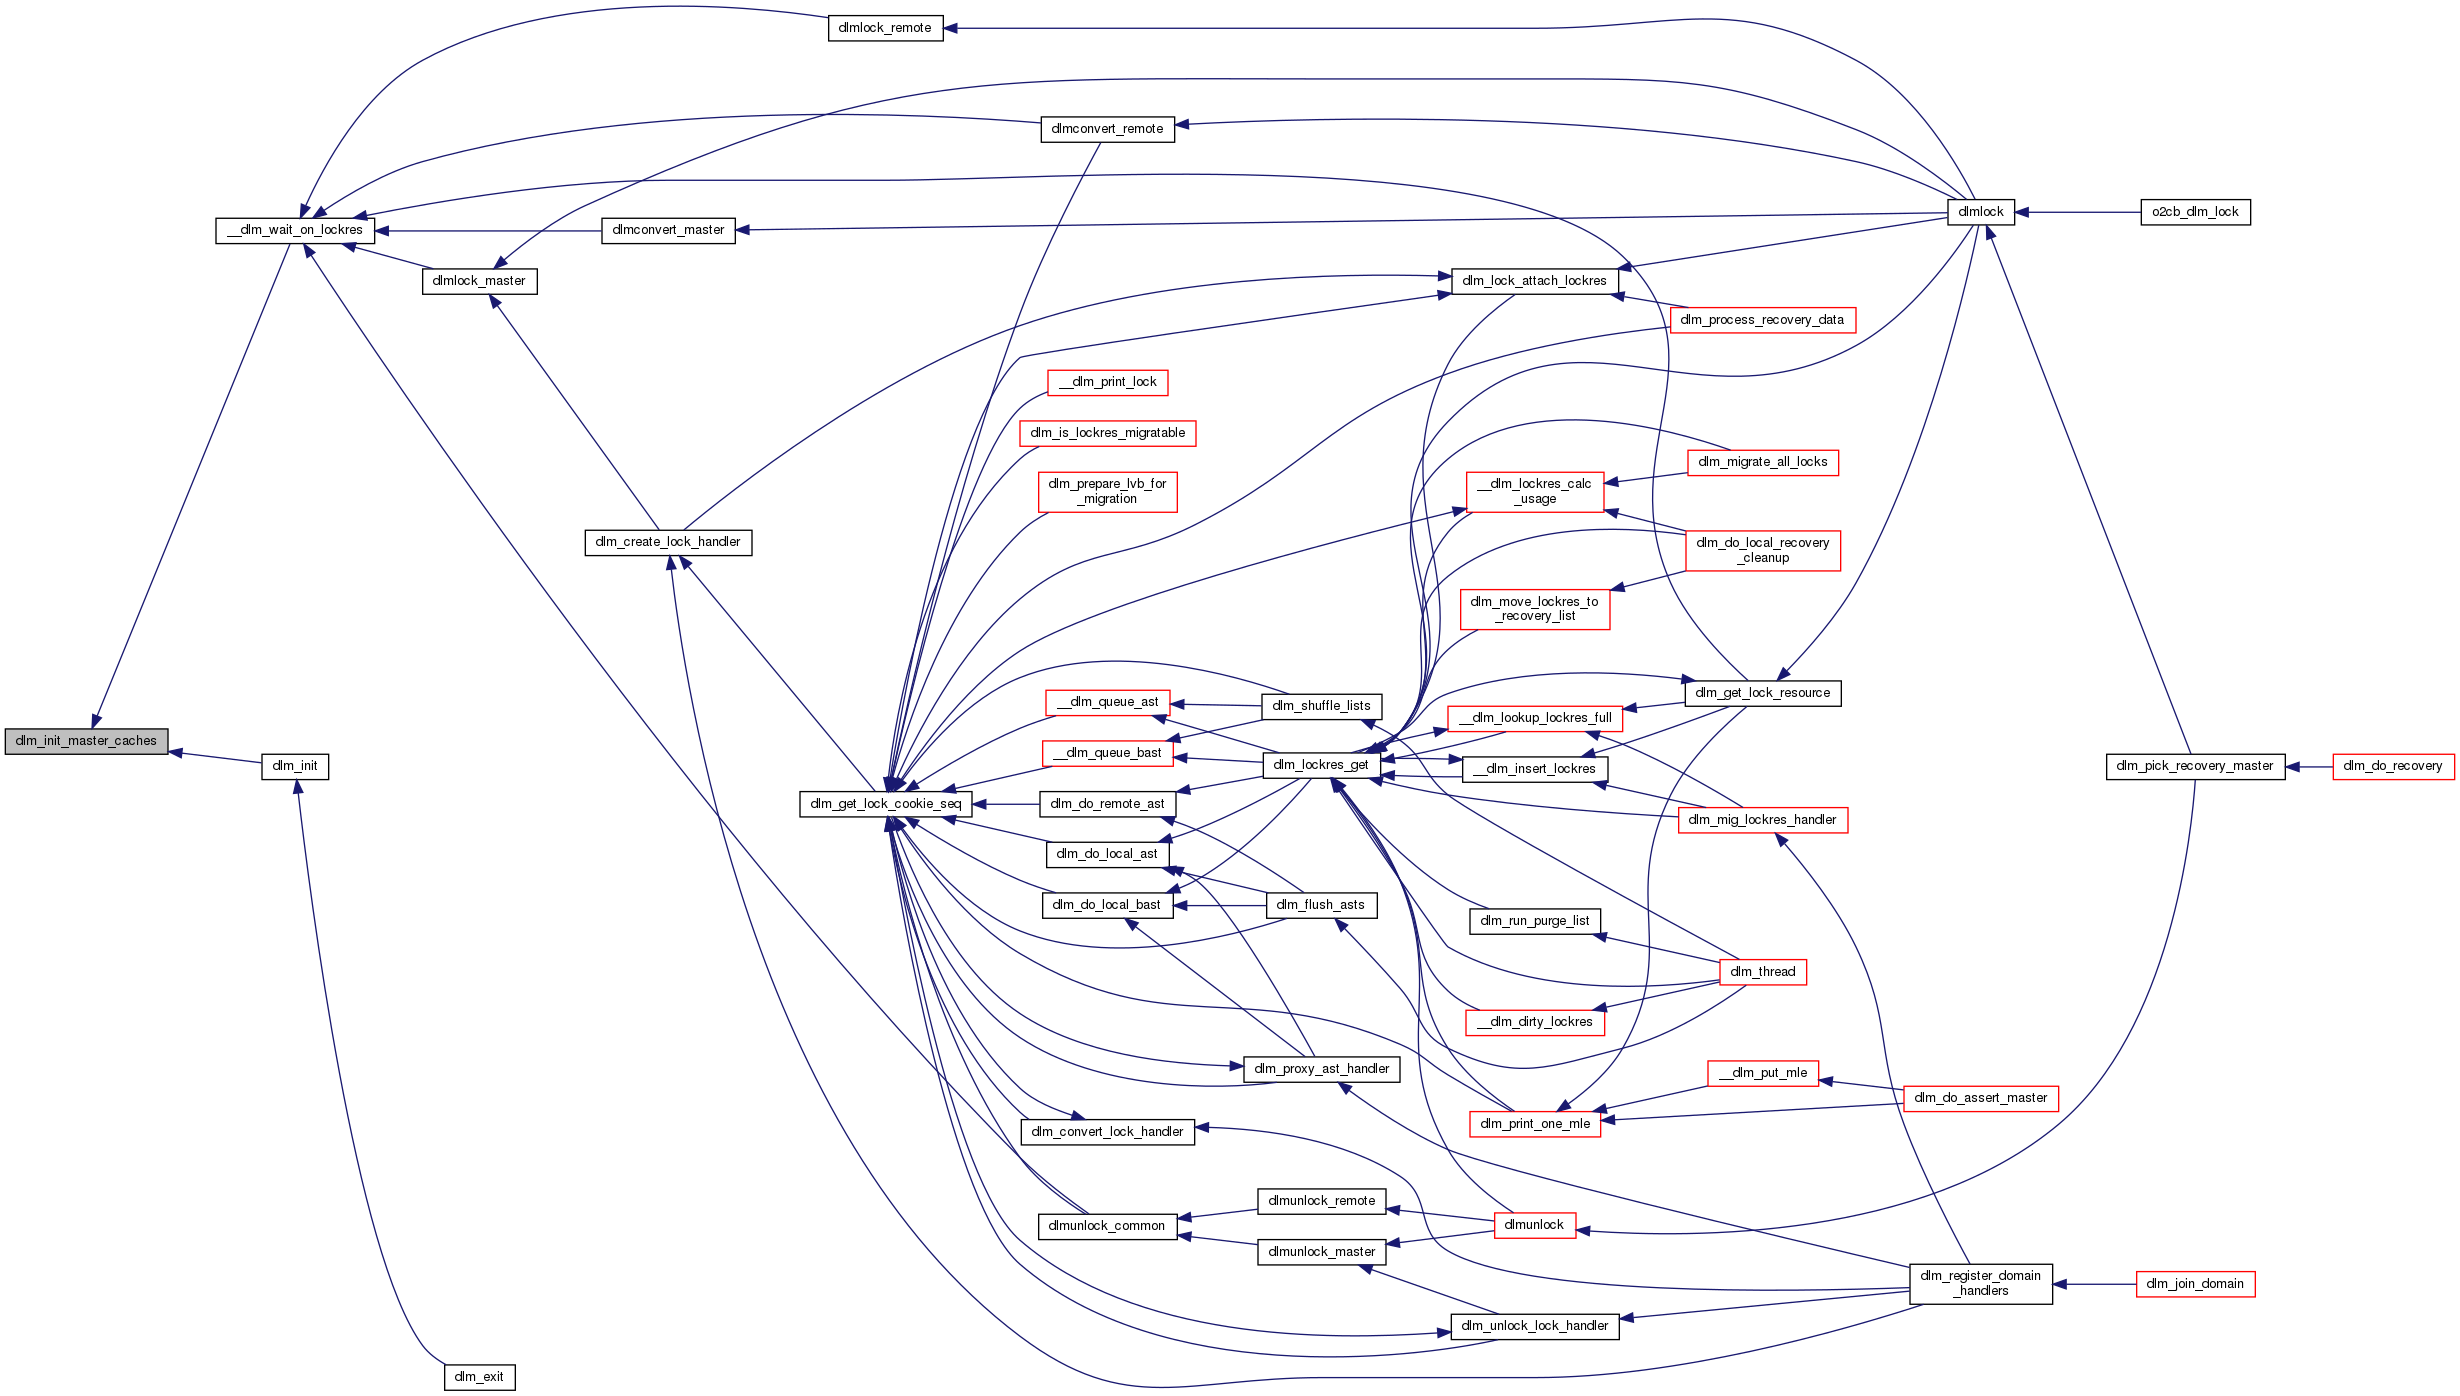 dlmlock_remote
dlmconvert_remote
dlmlock
o2cb_dlm_lock
__dlm_wait_on_lockres
dlmconvert_master
dlmlock_master
dlm_lock_attach_lockres
dlm_process_recovery_data
__dlm_print_lock
dlm_is_lockres_migratable
dlm_migrate_all_locks
dlm_prepare_lvb_for
_migration
__dlm_lockres_calc
_usage
dlm_create_lock_handler
dlm_do_local_recovery
_cleanup
dlm_move_lockres_to
_recovery_list
dlm_get_lock_resource
__dlm_queue_ast
dlm_shuffle_lists
__dlm_lookup_lockres_full
dlm_init_master_caches
dlm_init
__dlm_queue_bast
dlm_lockres_get
__dlm_insert_lockres
dlm_pick_recovery_master
dlm_do_recovery
dlm_get_lock_cookie_seq
dlm_do_remote_ast
dlm_mig_lockres_handler
dlm_do_local_ast
dlm_do_local_bast
dlm_flush_asts
dlm_run_purge_list
dlm_thread
__dlm_dirty_lockres
dlm_proxy_ast_handler
__dlm_put_mle
dlm_do_assert_master
dlm_print_one_mle
dlm_convert_lock_handler
dlmunlock_remote
dlmunlock_common
dlmunlock
dlmunlock_master
dlm_register_domain
_handlers
dlm_join_domain
dlm_unlock_lock_handler
dlm_exit